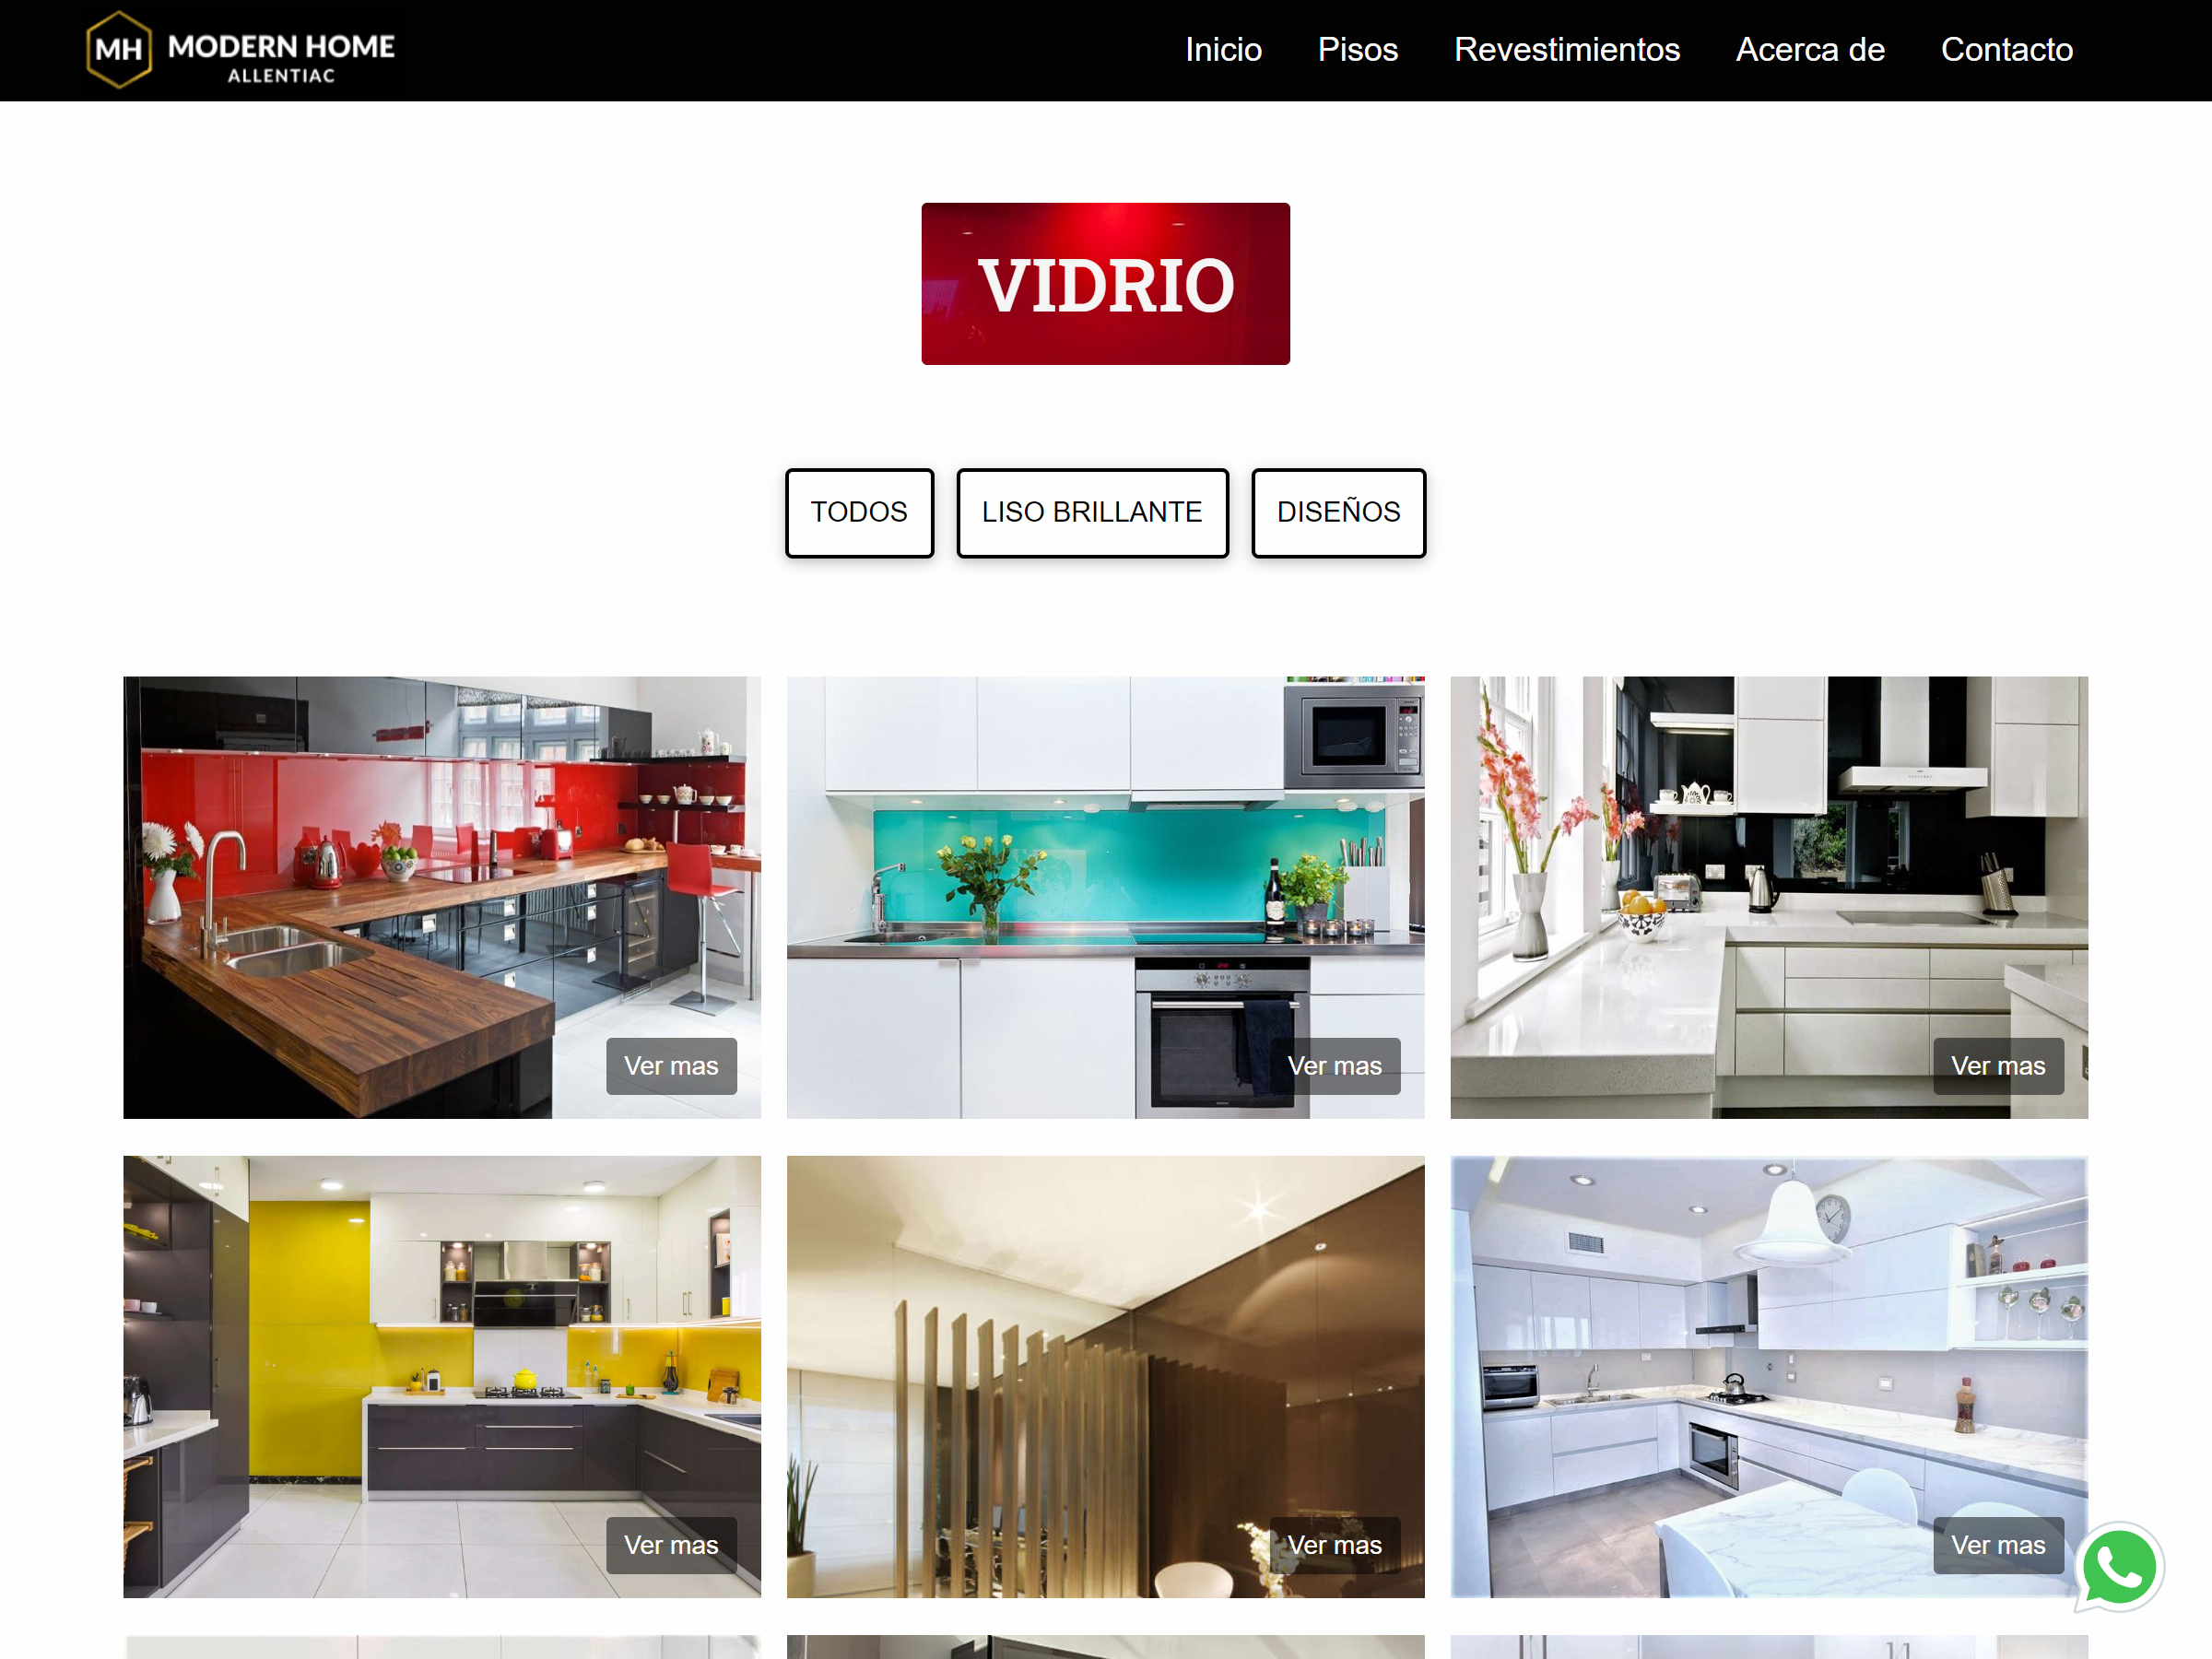 MH MODERN HOME
ALLENTIAC
Inicio Pisos Revestimientos Acerca de Contacto
VIDRIO
TODOS LISO BRILLANTE DISEÑOS
Ver mas Ver mas Ver mas
Ver mas Ver mas Ver mas